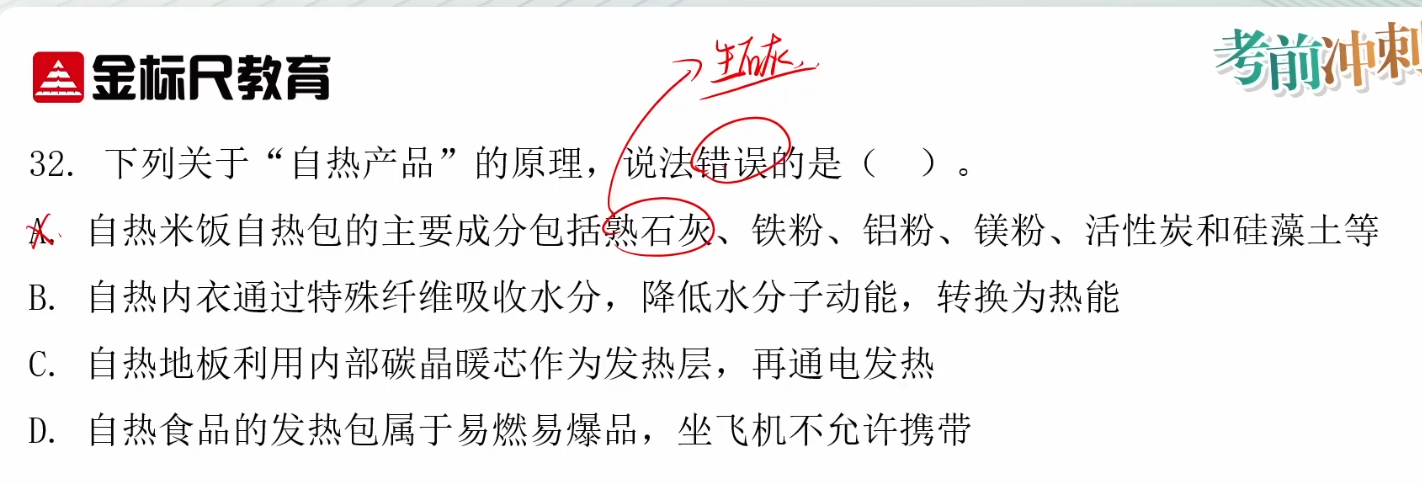 金标尺教育
生石灰
考前冲刺
32. 下列关于“自热产品”的原理，说法错误的是（　）。
A. 自热米饭自热包的主要成分包括熟石灰、铁粉、铝粉、镁粉、活性炭和硅藻土等
B. 自热内衣通过特殊纤维吸收水分，降低水分子动能，转换为热能
C. 自热地板利用内部碳晶暖芯作为发热层，再通电发热
D. 自热食品的发热包属于易燃易爆品，坐飞机不允许携带